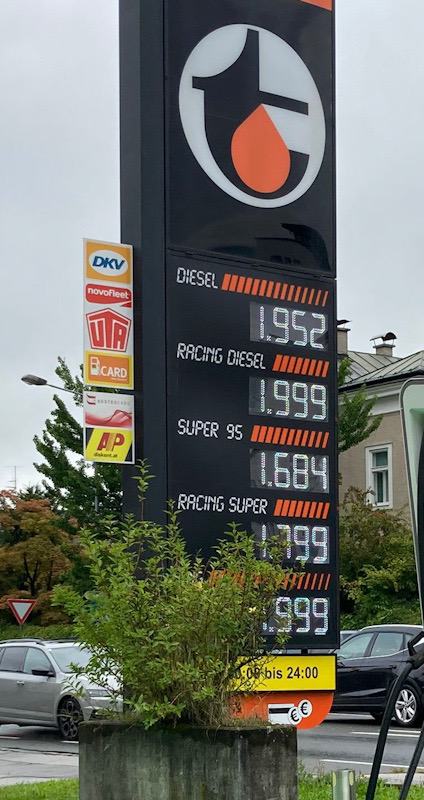 DKV
novofleet
UTA
CARD
AP
diskont.at
DIESEL
1.952
RACING DIESEL
1.999
SUPER 95
1.684
RACING SUPER
1.799
.999
bis 24:00
€€